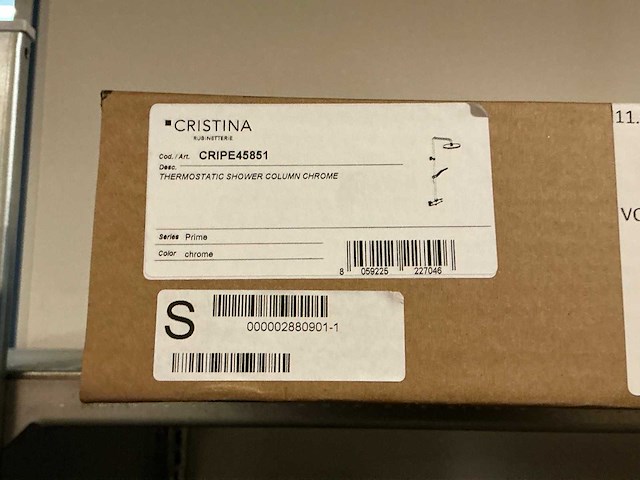 CRISTINA
RUBINETTERIE
Cod. / Art. CRIPE45851
Desc.
THERMOSTATIC SHOWER COLUMN CHROME
Series Prime
Color chrome
8 059225 227046
S
000002880901-1
11.
VO